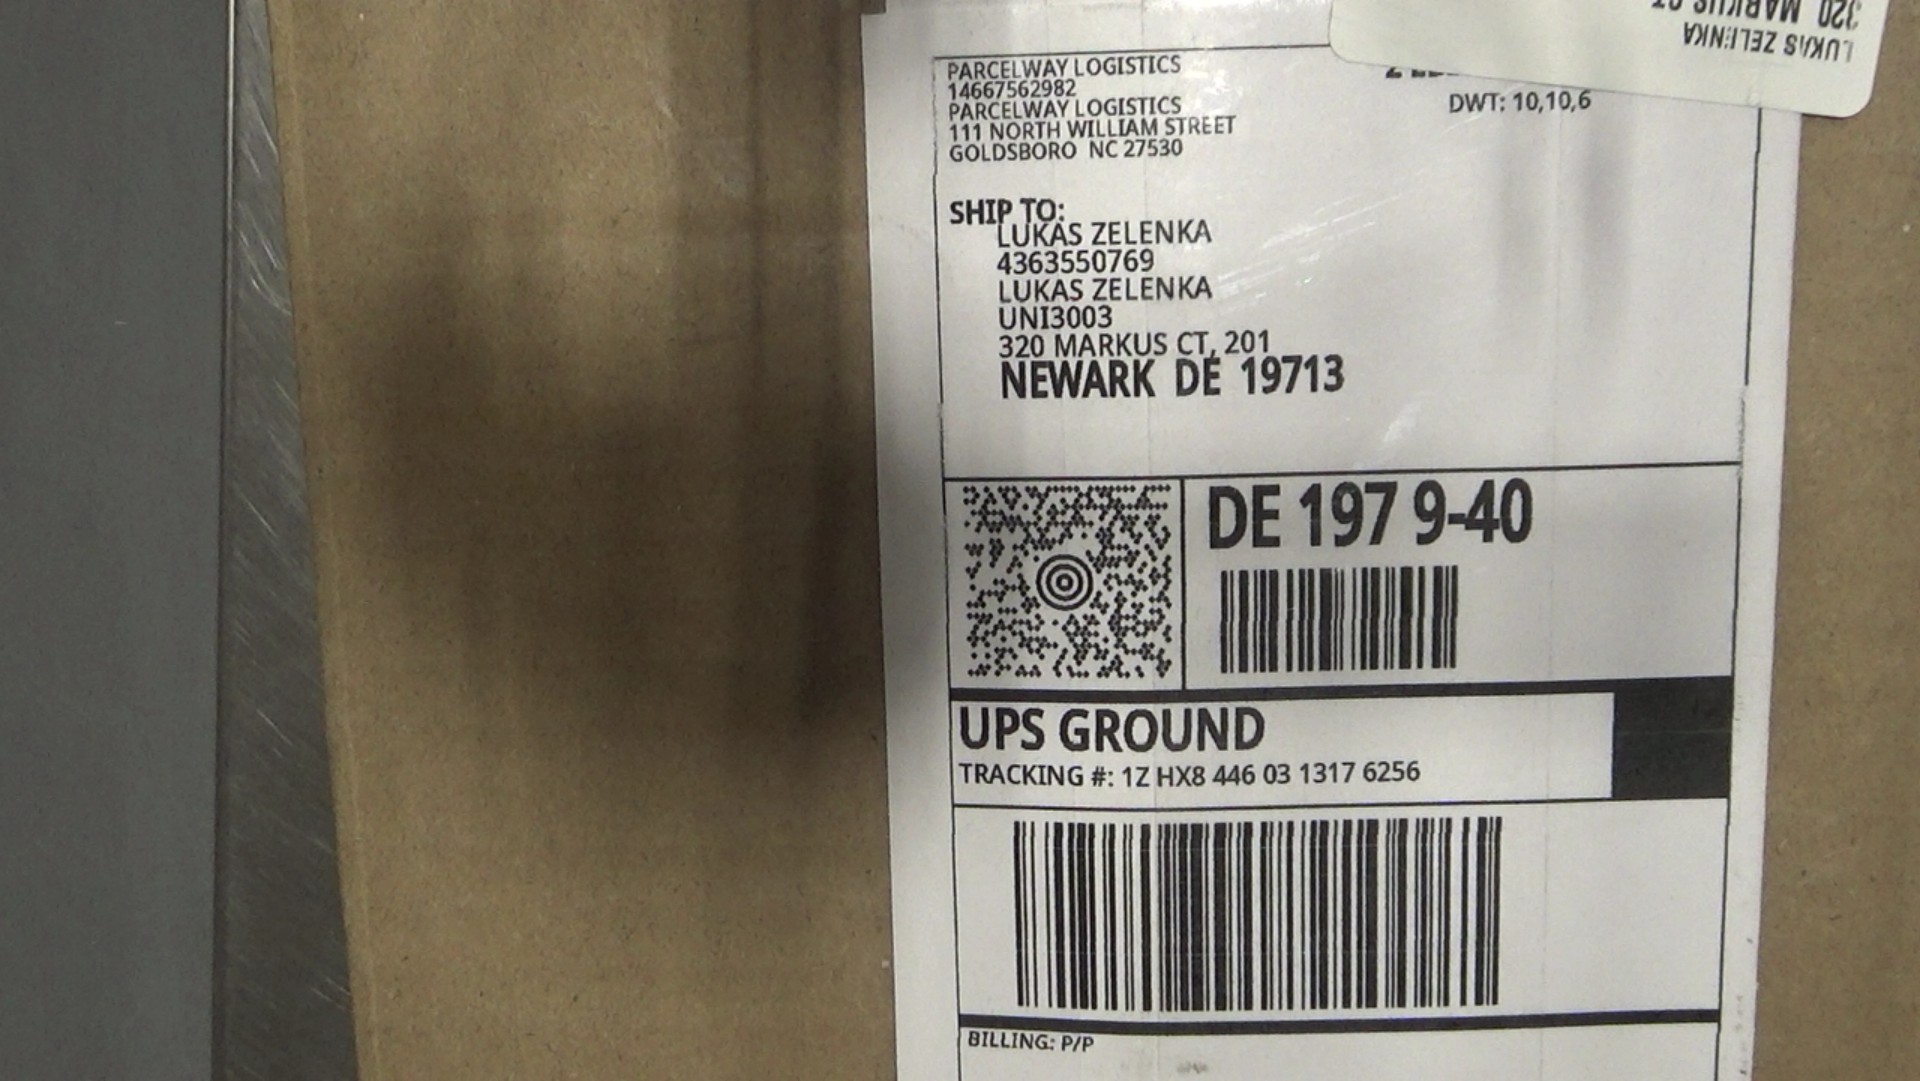 PARCELWAY LOGISTICS
14667562982
PARCELWAY LOGISTICS
111 NORTH WILLIAM STREET
GOLDSBORO NC 27530
DWT: 10,10,6
LUKAS ZELENKA
320 MARKUS
SHIP TO:
LUKAS ZELENKA
4363550769
LUKAS ZELENKA
UNI3003
320 MARKUS CT, 201
NEWARK DE 19713
DE 197 9-40
UPS GROUND
TRACKING #: 1Z HX8 446 03 1317 6256
BILLING: P/P